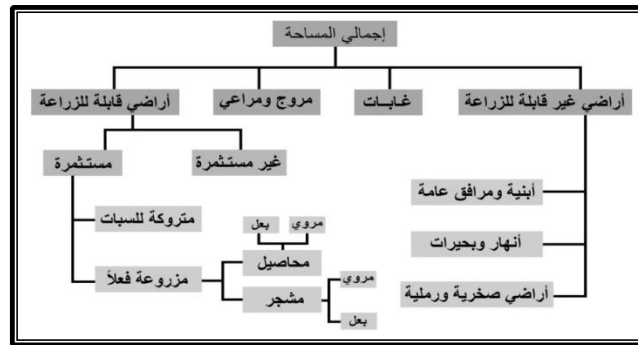 إجمالي المساحة
أراضي قابلة للزراعة
مروج ومراعي
غابات
أراضي غير قابلة للزراعة
مستثمرة
غير مستثمرة
متروكة للسبات
مزروعة فعلاً
محاصيل
بعل
مروي
مشجر
مروي
بعل
أبنية ومرافق عامة
أنهار وبحيرات
أراضي صخرية ورملية